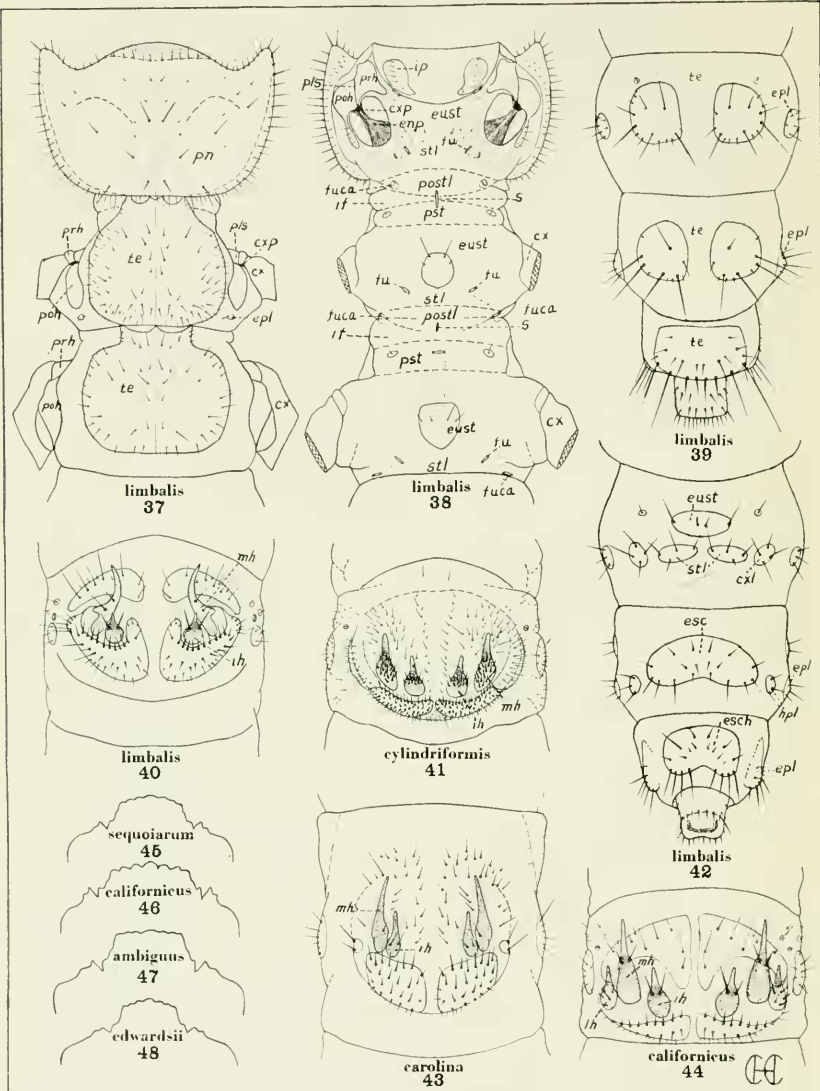 pn
prh
pls
cxp
te
cx
poh
epl
prh
poh
te
cx
limbalis
37
ip
pls
prh
poh
cxp
eust
enp
fu
stl
fuca
postl
if
s
pst
eust
cx
fu
fu
stl
fuca
postl
fuca
if
s
pst
eust
cx
fu
stl
fuca
limbalis
38
te
epl
te
epl
te
limbalis
39
mh
ih
limbalis
40
mh
ih
cylindriformis
41
eust
stl
cxl
esc
epl
hpl
esch
epl
limbalis
42
sequoiarum
45
californicus
46
ambiguus
47
edwardsii
48
mh
ih
carolina
43
mh
ih
ih
californicus
44